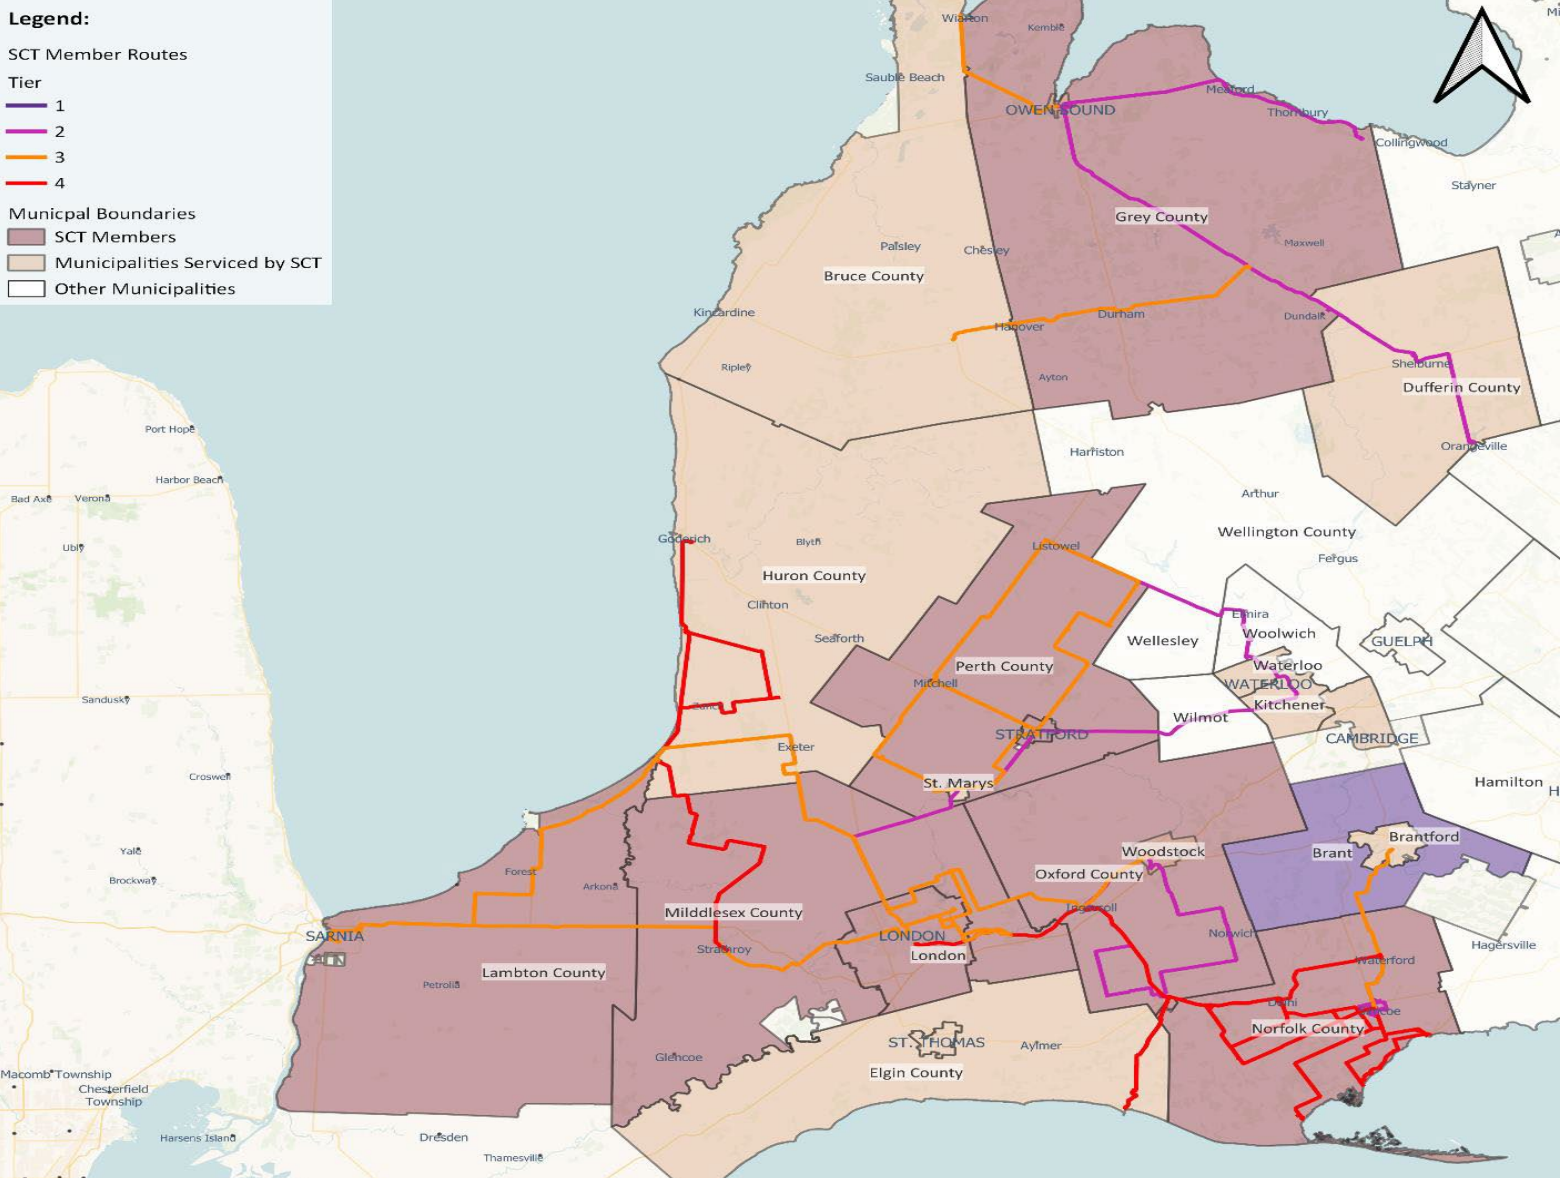 Legend:
SCT Member Routes
Tier
1
2
3
4
Municpal Boundaries
SCT Members
Municipalities Serviced by SCT
Other Municipalities
Wiarton
Kemble
Sauble Beach
OWEN SOUND
Meaford
Thornbury
Collingwood
Stayner
Grey County
Maxwell
Paisley
Chesley
Bruce County
Kincardine
Hanover
Durham
Dundalk
Ripley
Ayton
Shelburne
Dufferin County
Orangeville
Port Hope
Harbor Beach
Bad Axe
Verona
Ubly
Harriston
Arthur
Wellington County
Fergus
Goderich
Blyth
Listowel
Huron County
Clinton
Seaforth
Elmira
Woolwich
Wellesley
GUELPH
Perth County
Waterloo
WATERLOO
Mitchell
Kitchener
Sandusky
Zurich
Wilmot
STRATFORD
CAMBRIDGE
Exeter
Croswell
St. Marys
Hamilton
H
Yale
Brockway
Forest
Arkona
Woodstock
Brant
Brantford
Oxford County
Ingersoll
Milddlesex County
SARNIA
Strathroy
LONDON
London
Norwich
Hagersville
Waterford
Lambton County
Petrolia
Delhi
Norfolk County
Glencoe
ST. THOMAS
Aylmer
Elgin County
Macomb Township
Chesterfield
Township
Harsens Island
Dresden
Thamesville